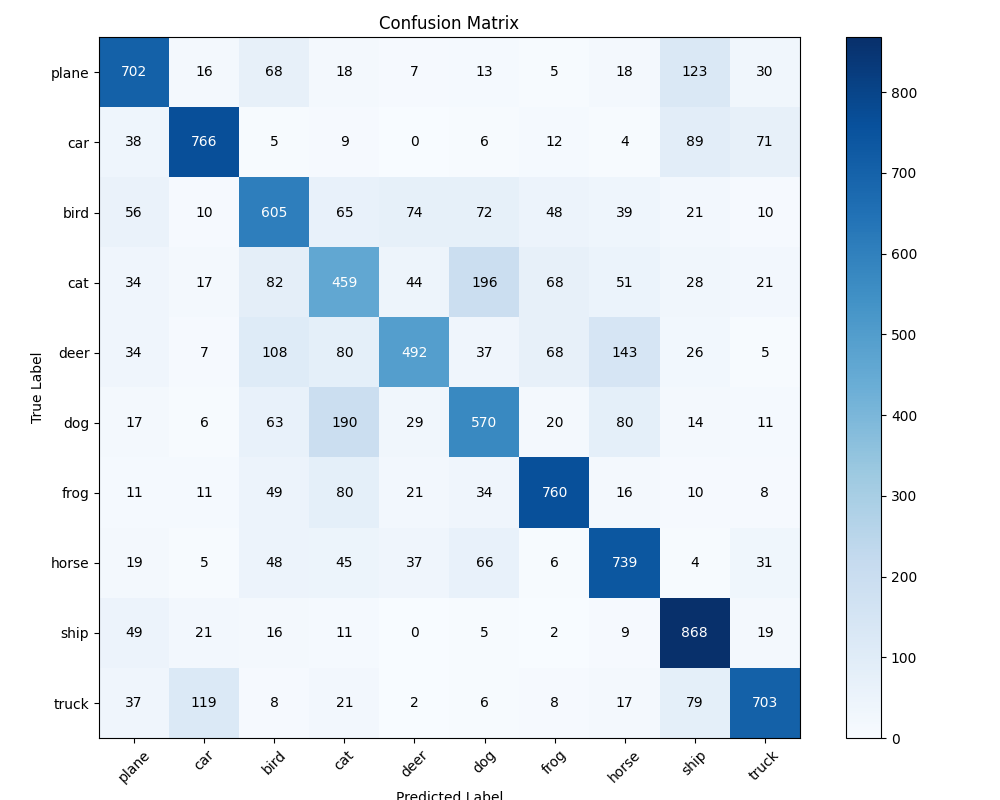 Confusion Matrix
True Label
plane 702 16 68 18 7 13 5 18 123 30
car 38 766 5 9 0 6 12 4 89 71
bird 56 10 605 65 74 72 48 39 21 10
cat 34 17 82 459 44 196 68 51 28 21
deer 34 7 108 80 492 37 68 143 26 5
dog 17 6 63 190 29 570 20 80 14 11
frog 11 11 49 80 21 34 760 16 10 8
horse 19 5 48 45 37 66 6 739 4 31
ship 49 21 16 11 0 5 2 9 868 19
truck 37 119 8 21 2 6 8 17 79 703
plane car bird cat deer dog frog horse ship truck
Predicted Label
800
700
600
500
400
300
200
100
0